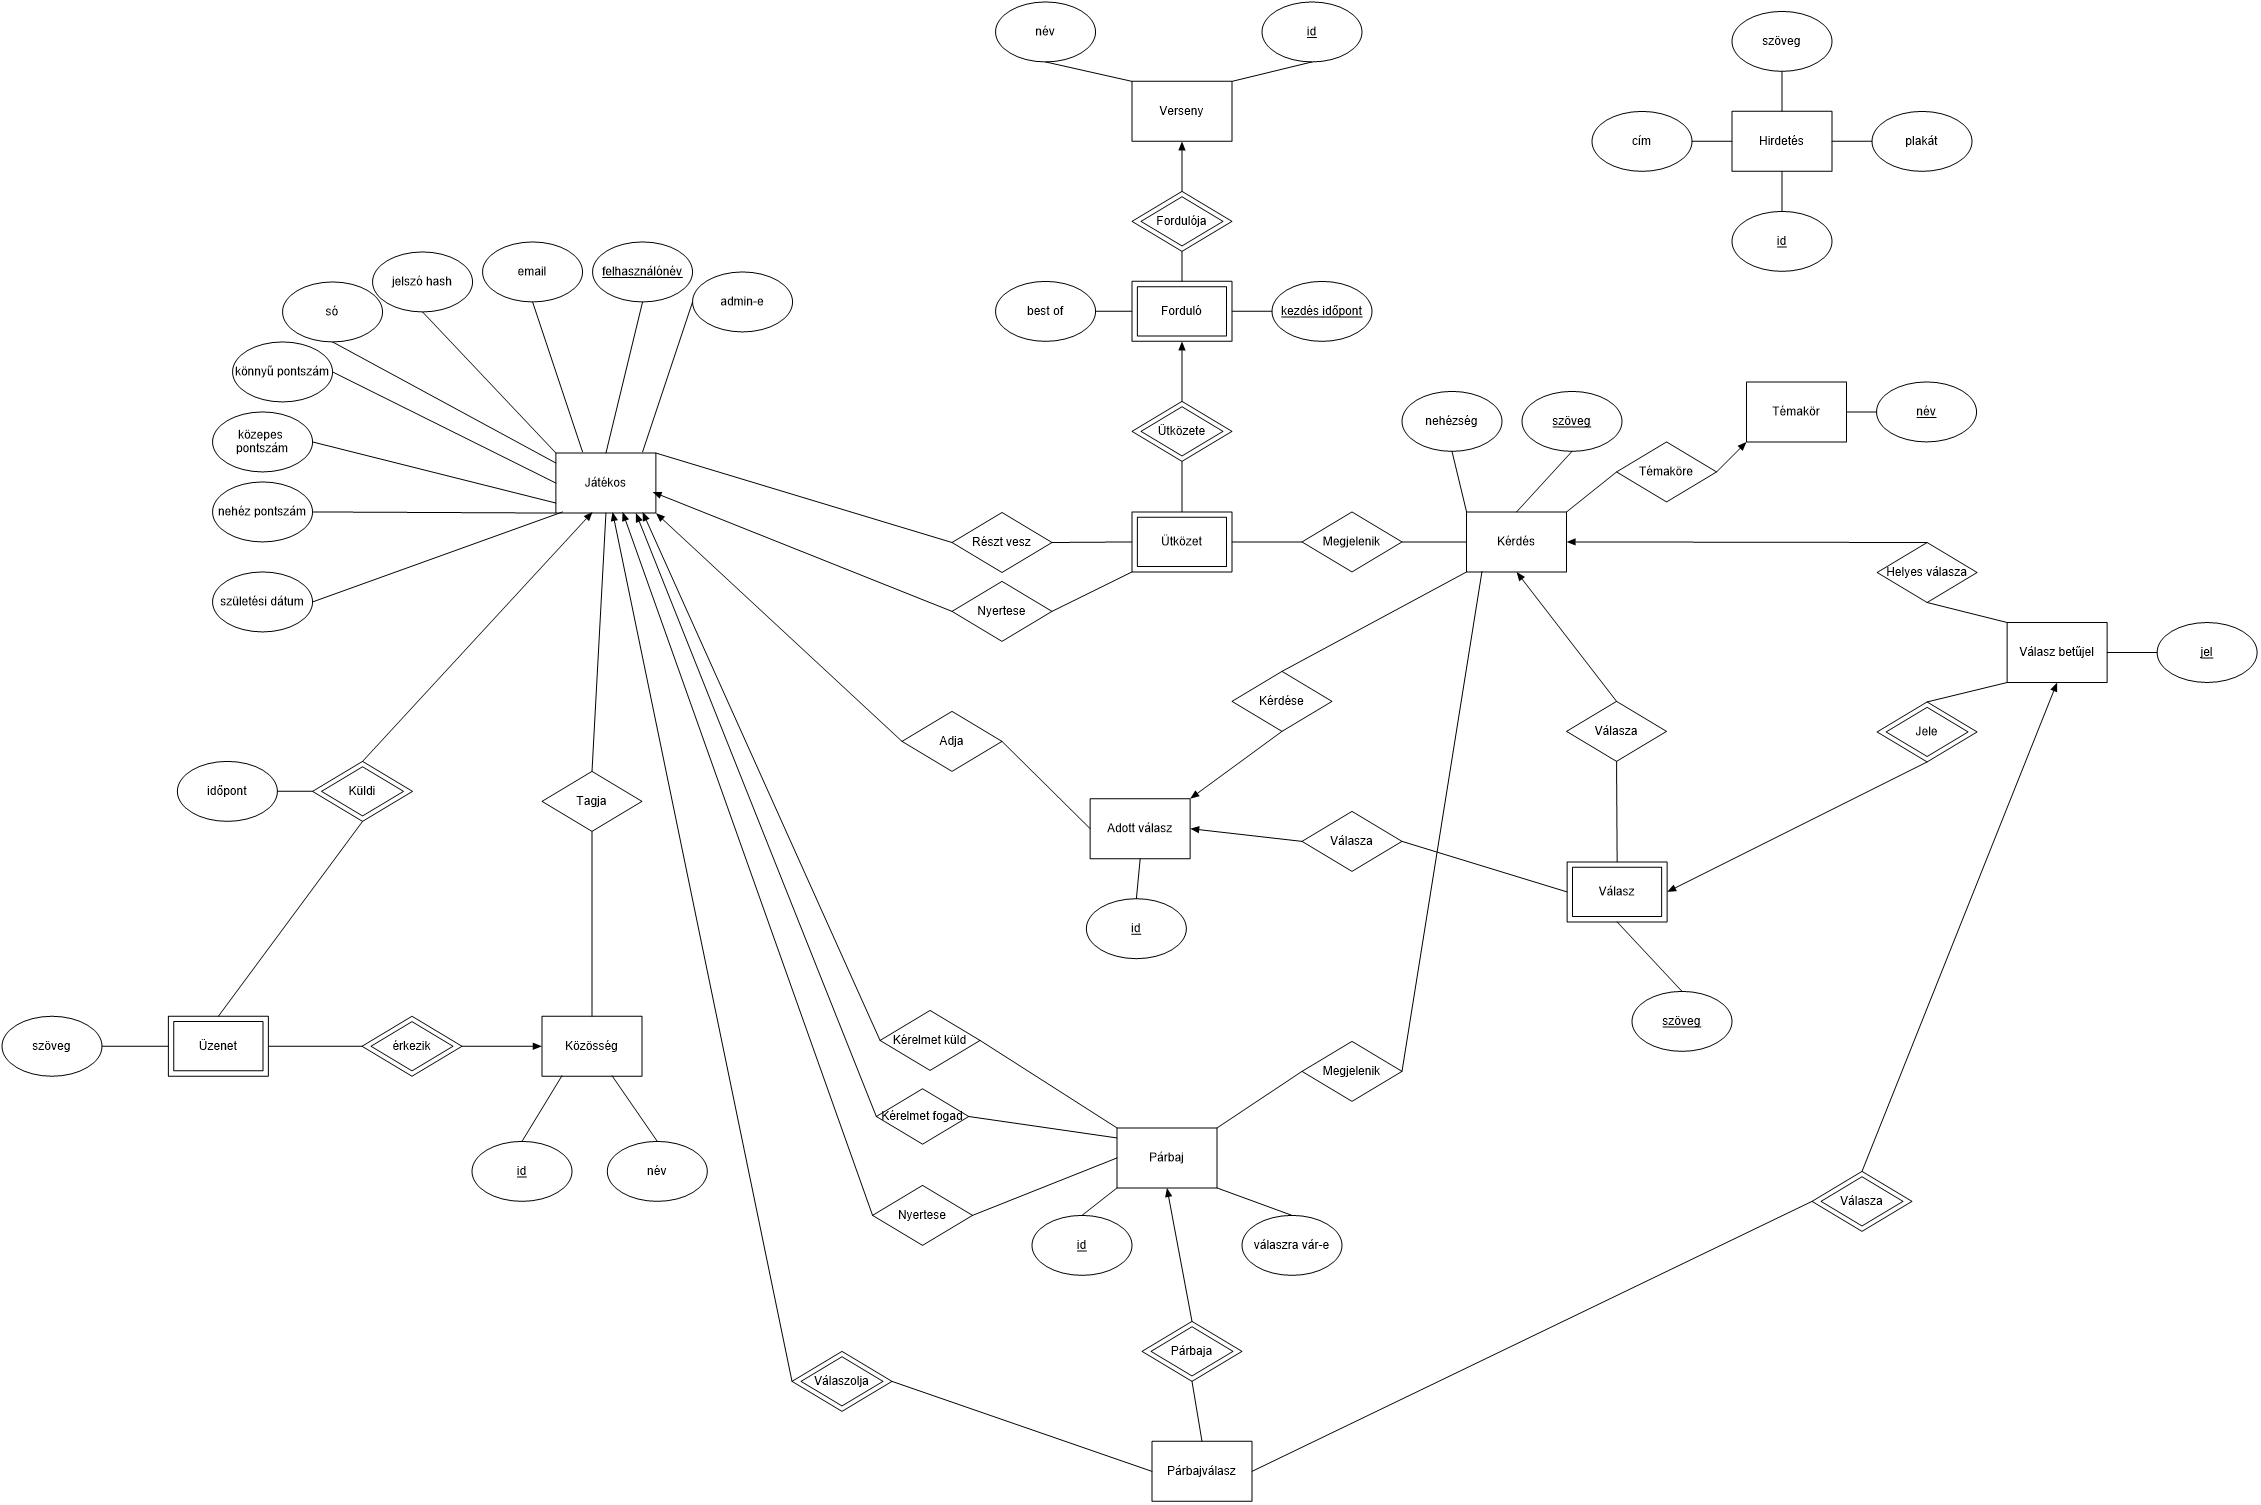 név
id
szöveg
Verseny
cím
Hirdetés
plakát
Fordulója
id
email
felhasználónév
jelszó hash
admin-e
só
best of
Forduló
kezdés időpont
könnyű pontszám
Témakör
név
nehézség
szöveg
Ütközete
közepes
pontszám
Témaköre
Játékos
nehéz pontszám
Részt vesz
Ütközet
Megjelenik
Kérdés
Helyes válasza
születési dátum
Nyertese
Válasz betűjel
jel
Kérdése
Válasza
Jele
Adja
időpont
Küldi
Tagja
Adott válasz
Válasza
Válasz
id
szöveg
szöveg
Üzenet
érkezik
Közösség
Kérelmet küld
Megjelenik
Kérelmet fogad
Párbaj
id
név
Válasza
Nyertese
id
válaszra vár-e
Párbaja
Válaszolja
Párbajválasz